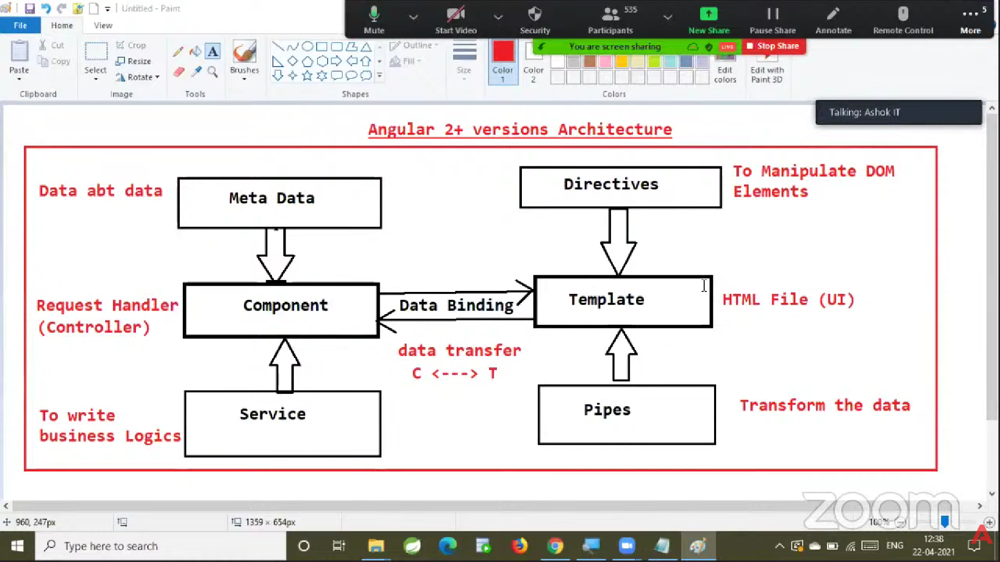 Untitled - Paint
535
5
Mute
Start Video
Security
Participants
New Share
Pause Share
Annotate
Remote Control
More
File
Home
View
You are screen sharing
LIVE
Stop Share
Cut
Copy
Paste
Crop
Resize
Rotate
Select
A
Brushes
Outline
Fill
Size
Color 1
Color 2
Edit colors
Edit with Paint 3D
Clipboard
Image
Tools
Shapes
Colors
Talking: Ashok IT
Angular 2+ versions Architecture
Data abt data
Meta Data
Directives
To Manipulate DOM
Elements
Request Handler
(Controller)
Component
Data Binding
Template
HTML File (UI)
data transfer
C <---> T
To write
business Logics
Service
Pipes
Transform the data
zoom
960, 247px
1359 × 654px
100%
Type here to search
ENG
12:38
22-04-2021
A